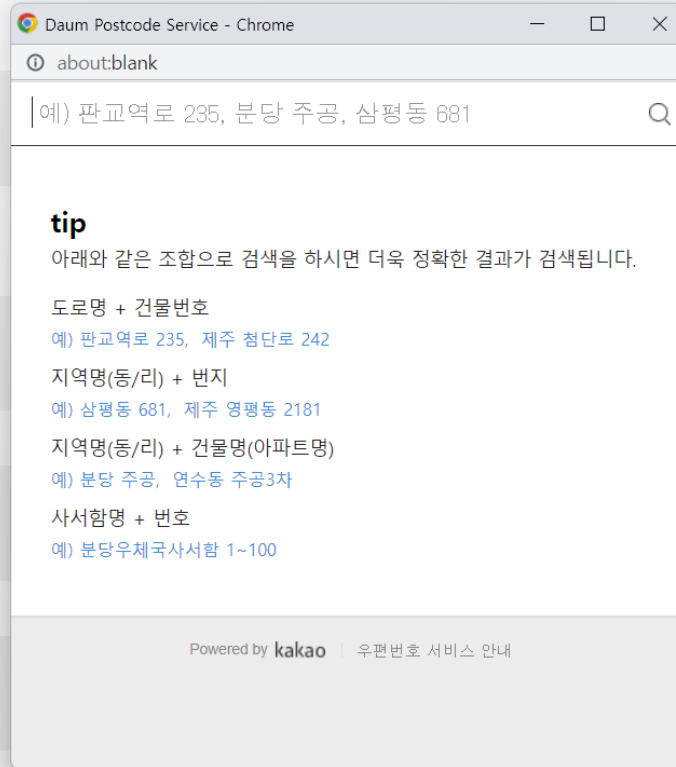 Daum Postcode Service - Chrome
about:blank
예) 판교역로 235, 분당 주공, 삼평동 681
tip
아래와 같은 조합으로 검색을 하시면 더욱 정확한 결과가 검색됩니다.
도로명 + 건물번호
예) 판교역로 235, 제주 첨단로 242
지역명(동/리) + 번지
예) 삼평동 681, 제주 영평동 2181
지역명(동/리) + 건물명(아파트명)
예) 분당 주공, 연수동 주공3차
사서함명 + 번호
예) 분당우체국사서함 1~100
Powered by kakao 우편번호 서비스 안내